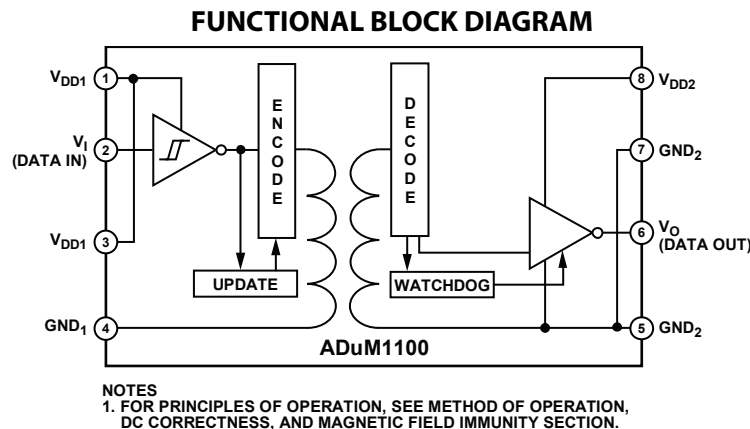 FUNCTIONAL BLOCK DIAGRAM
VDD1 1
VI 2
(DATA IN)
VDD1 3
GND1 4
ENCODE
DECODE
UPDATE
WATCHDOG
8 VDD2
7 GND2
6 VO
(DATA OUT)
5 GND2
ADuM1100
NOTES
1. FOR PRINCIPLES OF OPERATION, SEE METHOD OF OPERATION,
DC CORRECTNESS, AND MAGNETIC FIELD IMMUNITY SECTION.